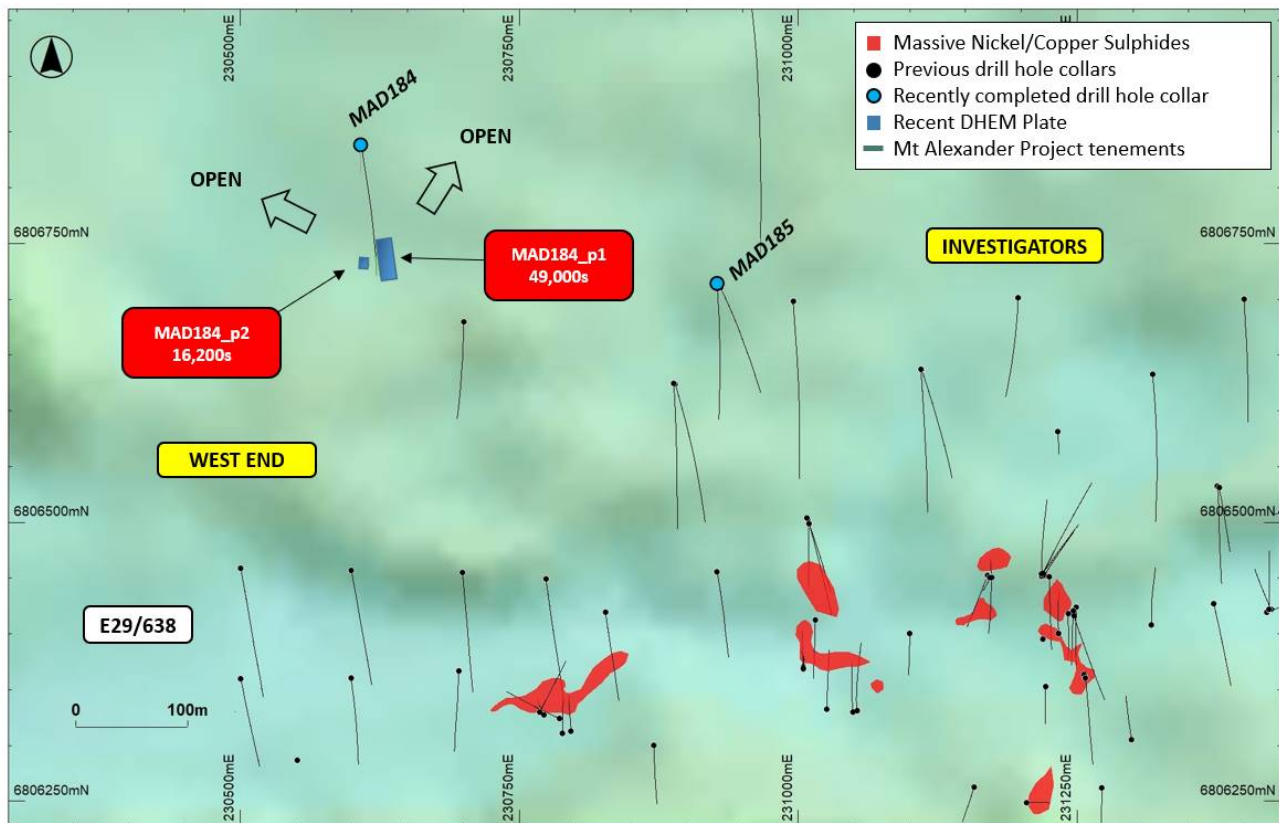 230500mE
230750mE
231000mE
Massive Nickel/Copper Sulphides
Previous drill hole collars
Recently completed drill hole collar
Recent DHEM Plate
Mt Alexander Project tenements
MAD184
OPEN
OPEN
6806750mN
6806750mN
MAD184_p1
49,000s
MAD185
INVESTIGATORS
MAD184_p2
16,200s
WEST END
6806500mN
6806500mN
E29/638
0 100m
6806250mN
6806250mN
230500mE
230750mE
231000mE
231250mE